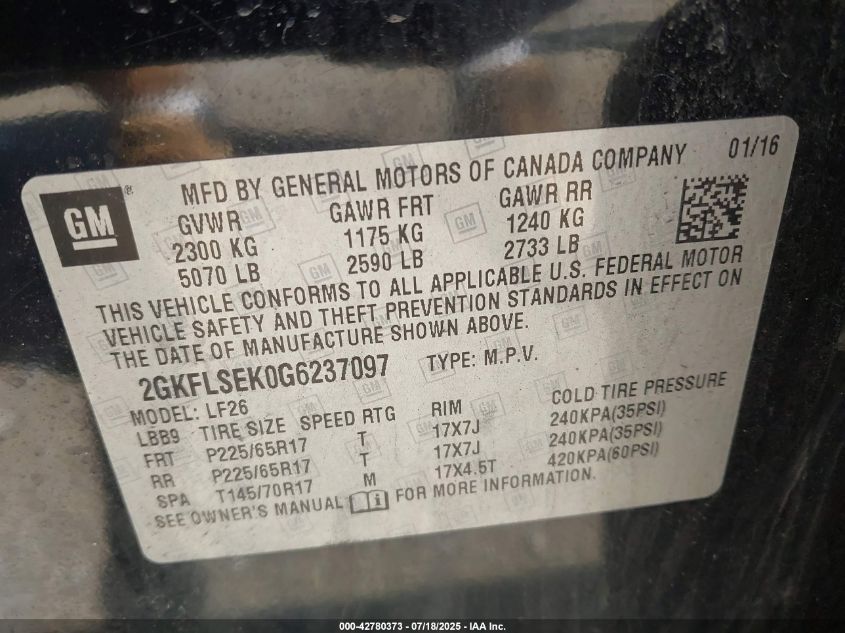 MFD BY GENERAL MOTORS OF CANADA COMPANY 01/16
GM ®
GVWR GAWR FRT GAWR RR
2300 KG 1175 KG 1240 KG
5070 LB 2590 LB 2733 LB
THIS VEHICLE CONFORMS TO ALL APPLICABLE U.S. FEDERAL MOTOR
VEHICLE SAFETY AND THEFT PREVENTION STANDARDS IN EFFECT ON
THE DATE OF MANUFACTURE SHOWN ABOVE.
2GKFLSEK0G6237097 TYPE: M.P.V.
MODEL: LF26
LBB9 TIRE SIZE SPEED RTG RIM COLD TIRE PRESSURE
FRT P225/65R17 T 17X7J 240KPA(35PSI)
RR P225/65R17 T 17X7J 240KPA(35PSI)
SPA T145/70R17 M 17X4.5T 420KPA(60PSI)
SEE OWNER'S MANUAL FOR MORE INFORMATION.
000-42780373 - 07/18/2025 - IAA Inc.